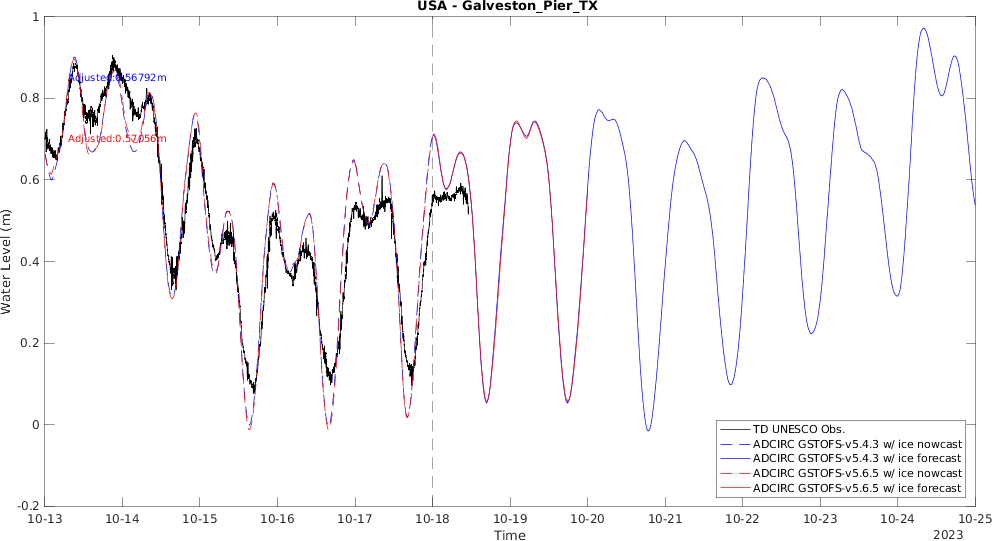 USA - Galveston_Pier_TX
1
0.8
0.6
0.4
0.2
0
-0.2
Water Level (m)
Adjusted:0.56792m
Adjusted:0.57056m
TD UNESCO Obs.
ADCIRC GSTOFS-v5.4.3 w/ ice nowcast
ADCIRC GSTOFS-v5.4.3 w/ ice forecast
ADCIRC GSTOFS-v5.6.5 w/ ice nowcast
ADCIRC GSTOFS-v5.6.5 w/ ice forecast
10-13 10-14 10-15 10-16 10-17 10-18 10-19 10-20 10-21 10-22 10-23 10-24 10-25
Time
2023